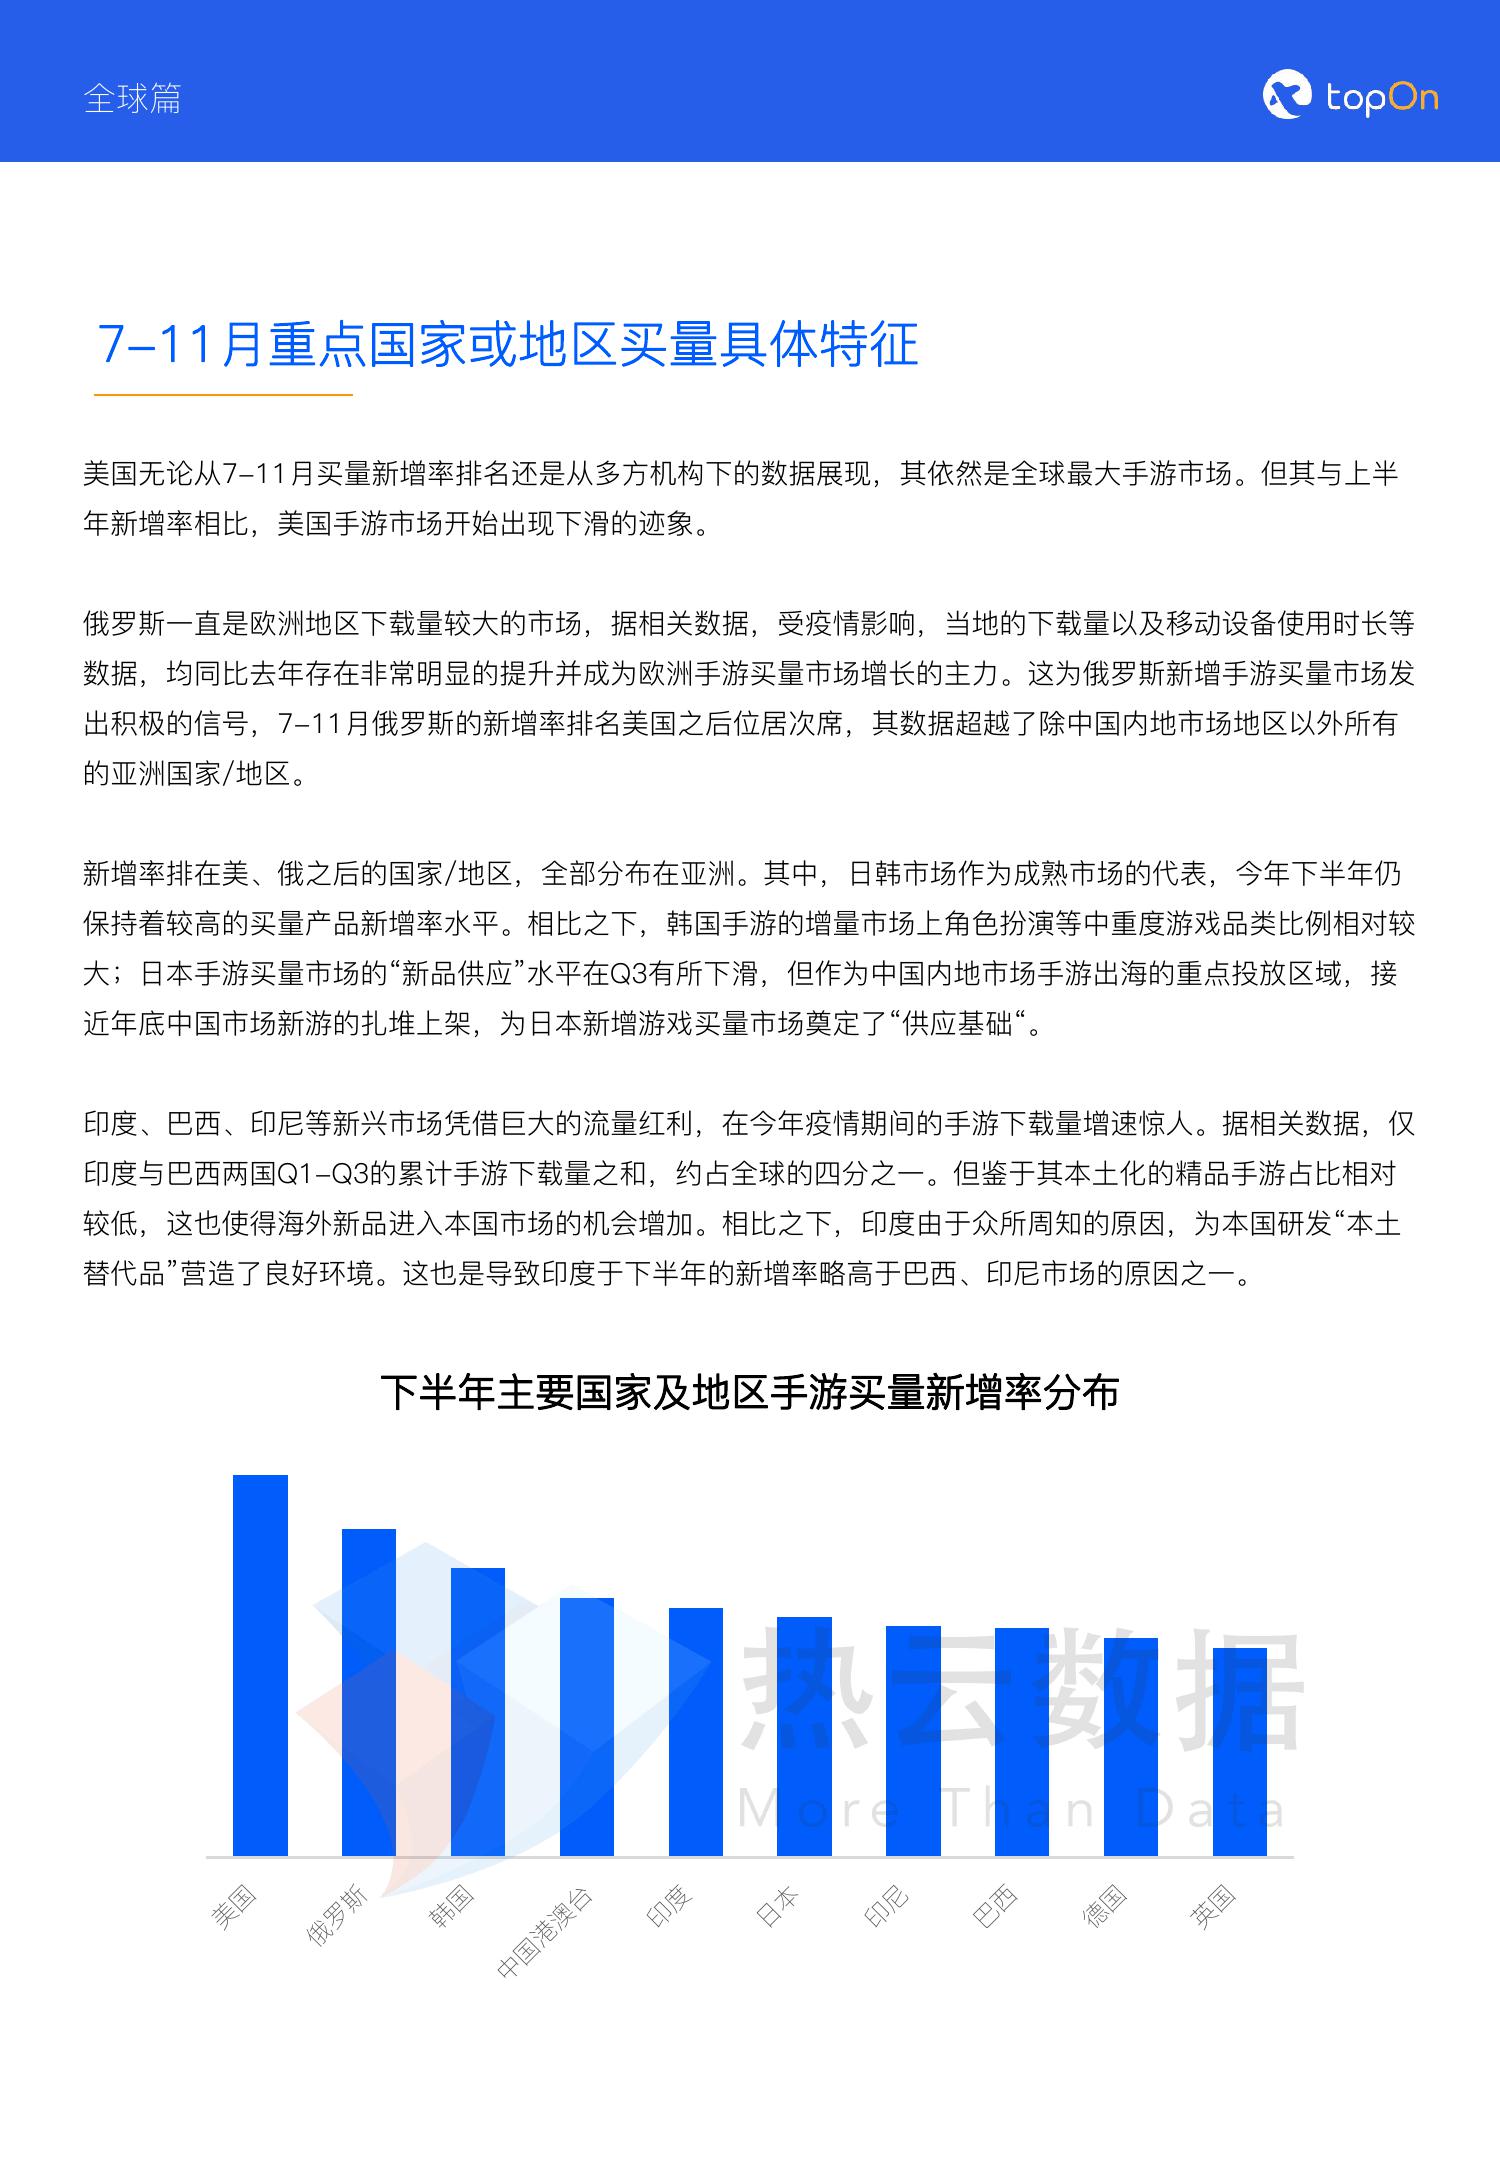 全球篇
topOn
7-11月重点国家或地区买量具体特征
美国无论从7-11月买量新增率排名还是从多方机构下的数据展现，其依然是全球最大手游市场。但其与上半
年新增率相比，美国手游市场开始出现下滑的迹象。
俄罗斯一直是欧洲地区下载量较大的市场，据相关数据，受疫情影响，当地的下载量以及移动设备使用时长等
数据，均同比去年存在非常明显的提升并成为欧洲手游买量市场增长的主力。这为俄罗斯新增手游买量市场发
出积极的信号，7-11月俄罗斯的新增率排名美国之后位居次席，其数据超越了除中国内地市场地区以外所有
的亚洲国家/地区。
新增率排在美、俄之后的国家/地区，全部分布在亚洲。其中，日韩市场作为成熟市场的代表，今年下半年仍
保持着较高的买量产品新增率水平。相比之下，韩国手游的增量市场上角色扮演等中重度游戏品类比例相对较
大；日本手游买量市场的“新品供应”水平在Q3有所下滑，但作为中国内地市场手游出海的重点投放区域，接
近年底中国市场新游的扎堆上架，为日本新增游戏买量市场奠定了“供应基础“。
印度、巴西、印尼等新兴市场凭借巨大的流量红利，在今年疫情期间的手游下载量增速惊人。据相关数据，仅
印度与巴西两国Q1-Q3的累计手游下载量之和，约占全球的四分之一。但鉴于其本土化的精品手游占比相对
较低，这也使得海外新品进入本国市场的机会增加。相比之下，印度由于众所周知的原因，为本国研发“本土
替代品”营造了良好环境。这也是导致印度于下半年的新增率略高于巴西、印尼市场的原因之一。
下半年主要国家及地区手游买量新增率分布
热云数据
More Than Data
美国
俄罗斯
韩国
中国港澳台
印度
日本
印尼
巴西
德国
英国